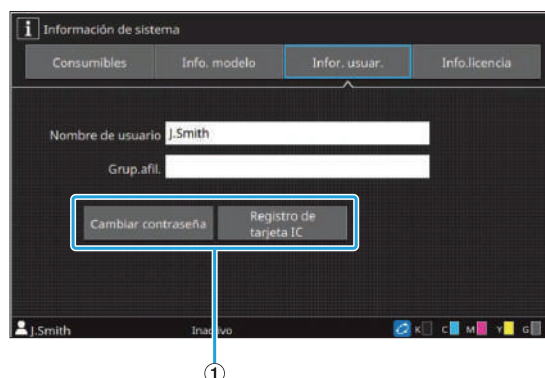 i Información de sistema
Consumibles Info. modelo Infor. usuar. Info.licencia
Nombre de usuario J.Smith
Grup.afil.
Cambiar contraseña Registro de
tarjeta IC
J.Smith Inactivo K C M Y G
1